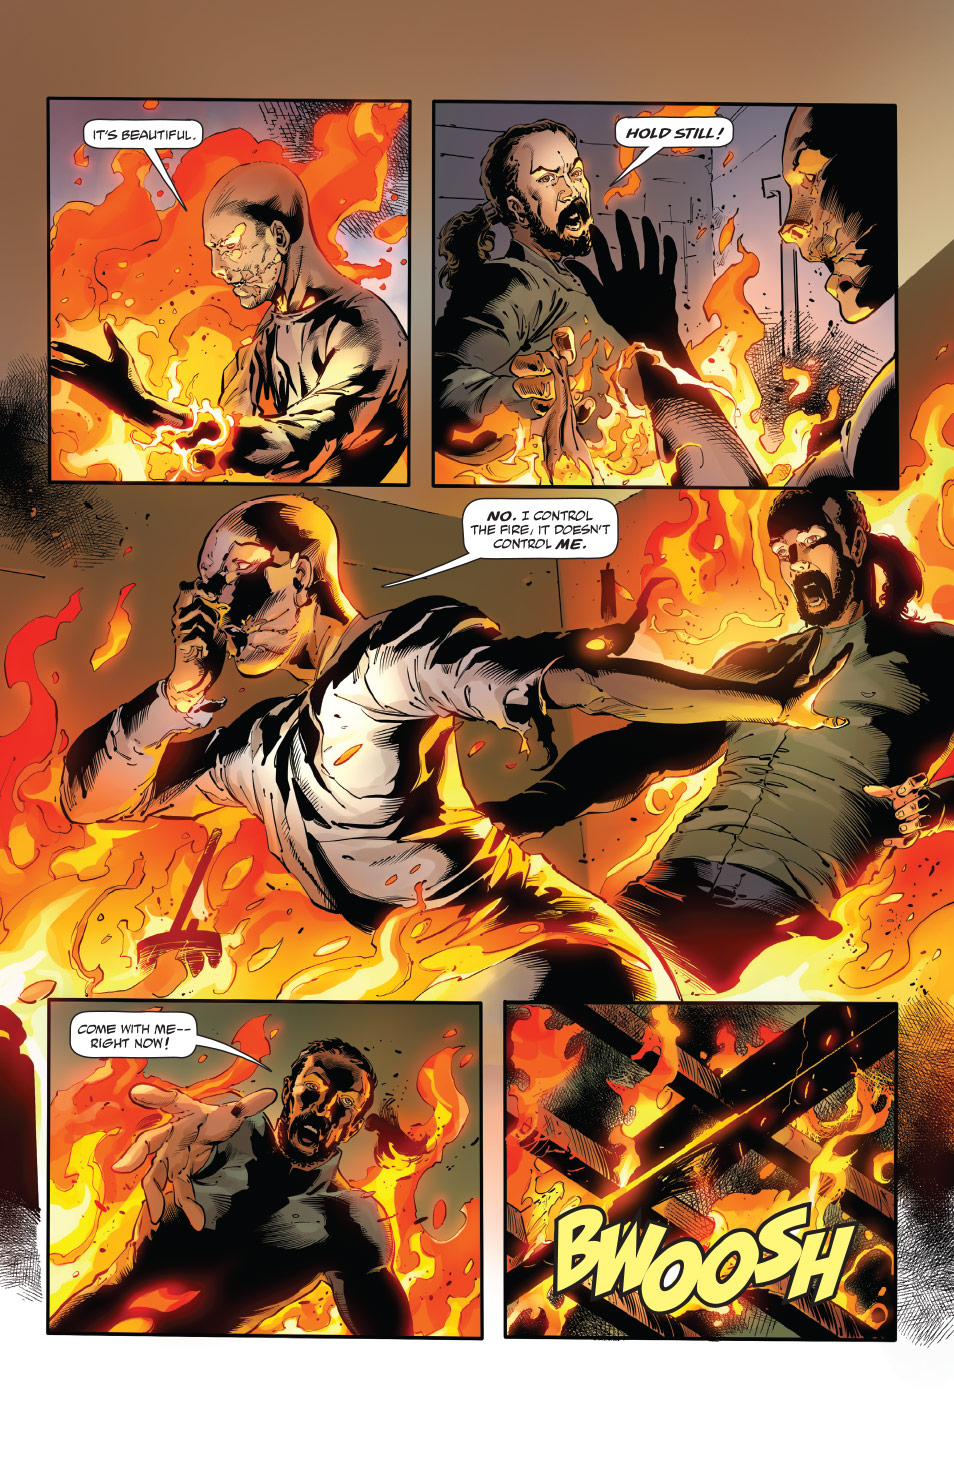 IT'S BEAUTIFUL.
HOLD STILL!
NO. I CONTROL
THE FIRE, IT DOESN'T
CONTROL ME.
COME WITH ME--
RIGHT NOW!
BWOOSH